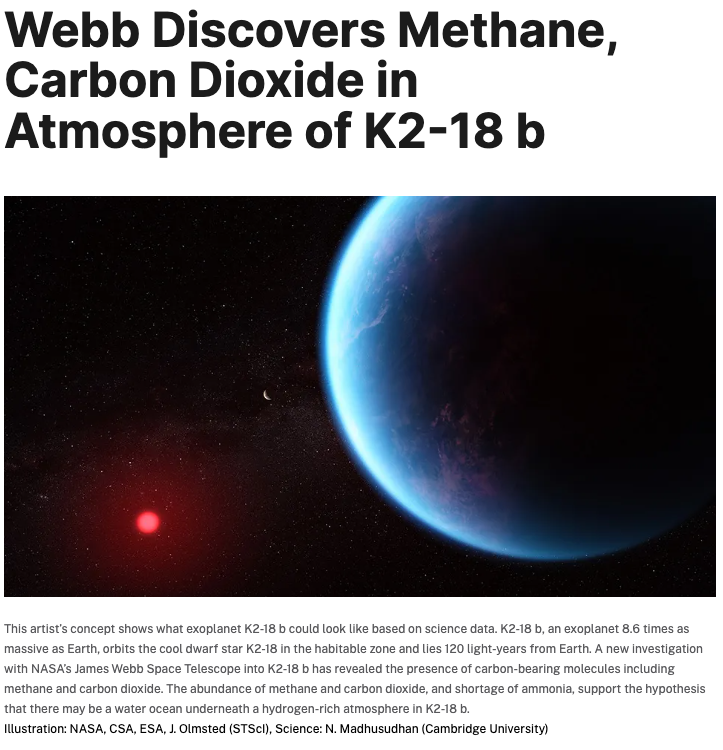 Webb Discovers Methane,
Carbon Dioxide in
Atmosphere of K2-18 b
This artist's concept shows what exoplanet K2-18 b could look like based on science data. K2-18 b, an exoplanet 8.6 times as
massive as Earth, orbits the cool dwarf star K2-18 in the habitable zone and lies 120 light-years from Earth. A new investigation
with NASA's James Webb Space Telescope into K2-18 b has revealed the presence of carbon-bearing molecules including
methane and carbon dioxide. The abundance of methane and carbon dioxide, and shortage of ammonia, support the hypothesis
that there may be a water ocean underneath a hydrogen-rich atmosphere in K2-18 b.
Illustration: NASA, CSA, ESA, J. Olmsted (STScI), Science: N. Madhusudhan (Cambridge University)